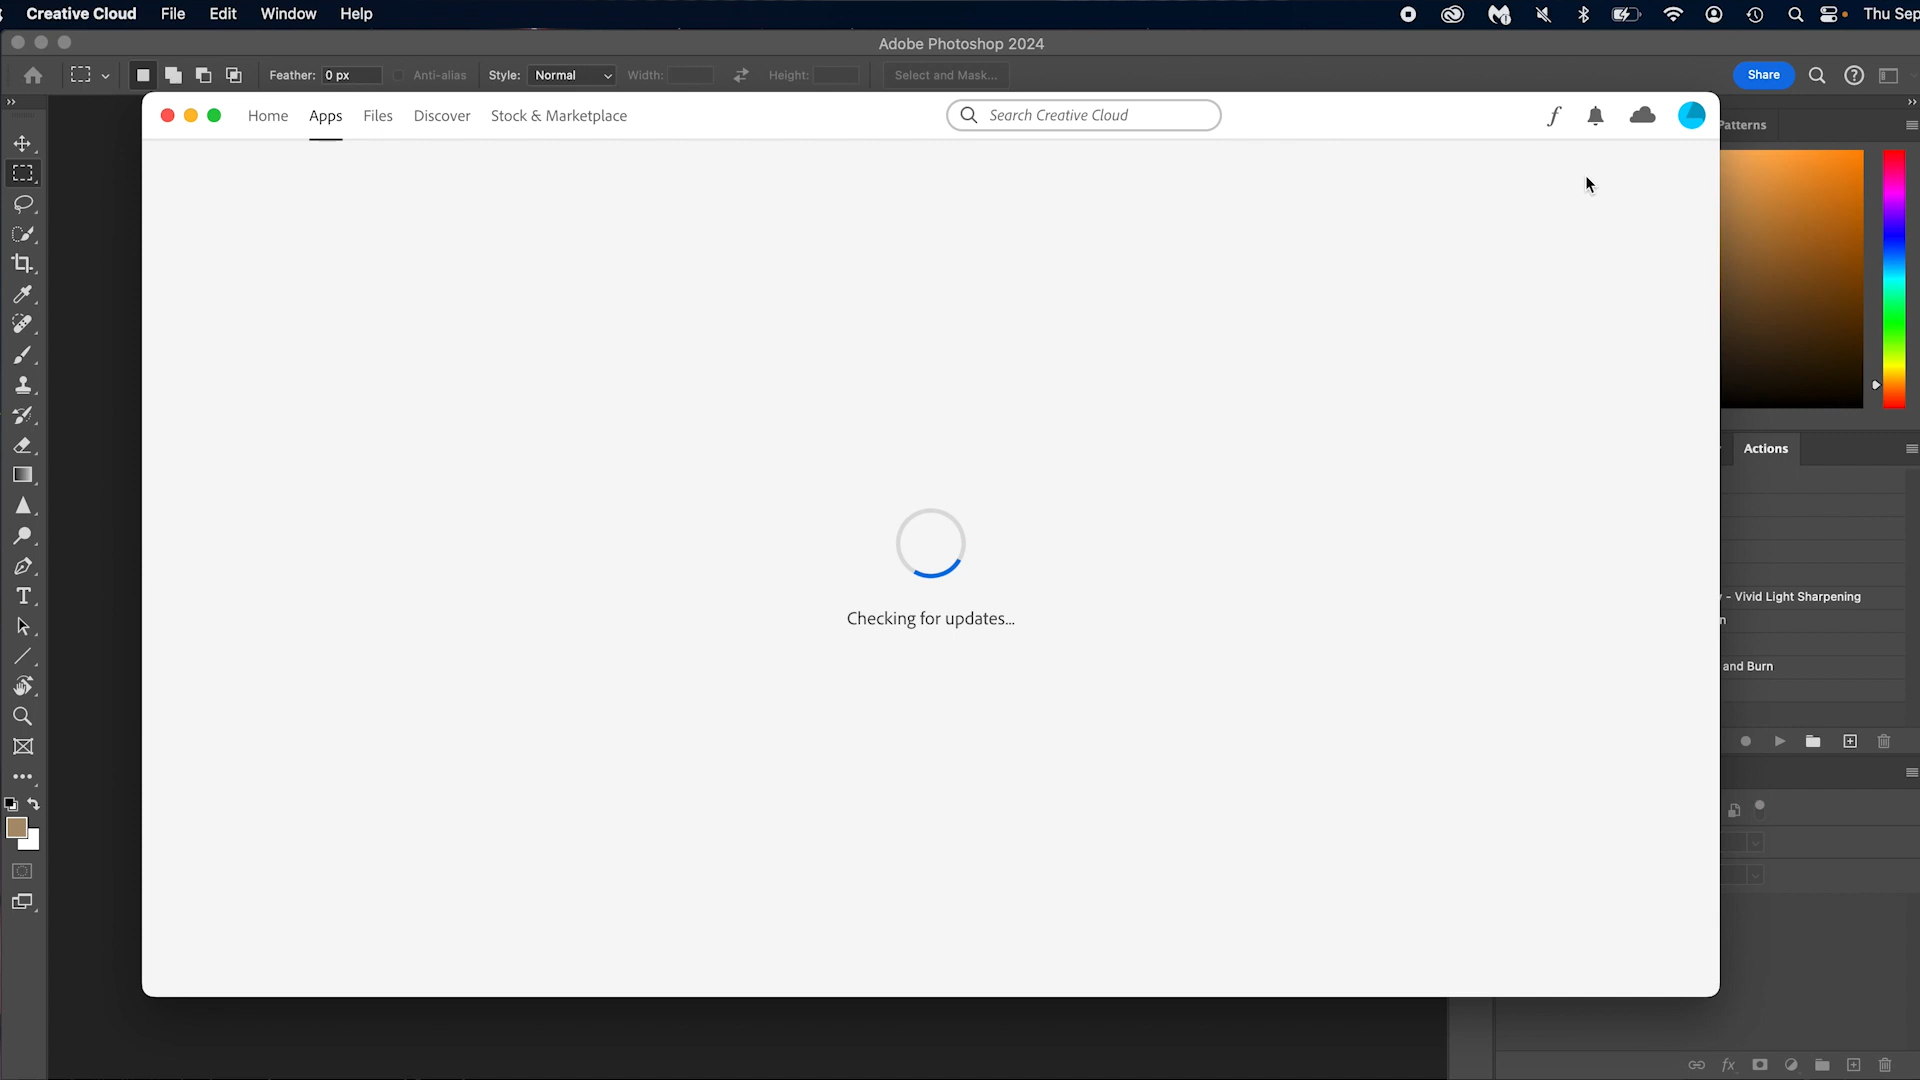 Creative Cloud File Edit Window Help Thu Sep
Adobe Photoshop 2024
Feather: 0 px Anti-alias Style: Normal Width: Height: Select and Mask... Share
Home Apps Files Discover Stock & Marketplace Search Creative Cloud
Patterns
Actions
- Vivid Light Sharpening
n
and Burn
Checking for updates...